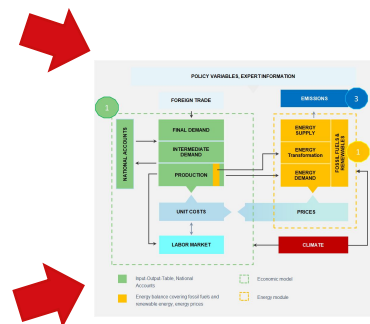 POLICY VARIABLES, EXPERT INFORMATION
1
FOREIGN TRADE
EMISSIONS
3
NATIONAL ACCOUNTS
FINAL DEMAND
INTERMEDIATE
DEMAND
PRODUCTION
ENERGY
SUPPLY
ENERGY
Transformation
ENERGY
DEMAND
FOSSIL FUELS &
RENEWABLES
1
UNIT COSTS
PRICES
LABOR MARKET
CLIMATE
Input-Output Table, National
Accounts
Economic model
Energy balance covering fossil fuels and
renewable energy, energy prices
Energy module